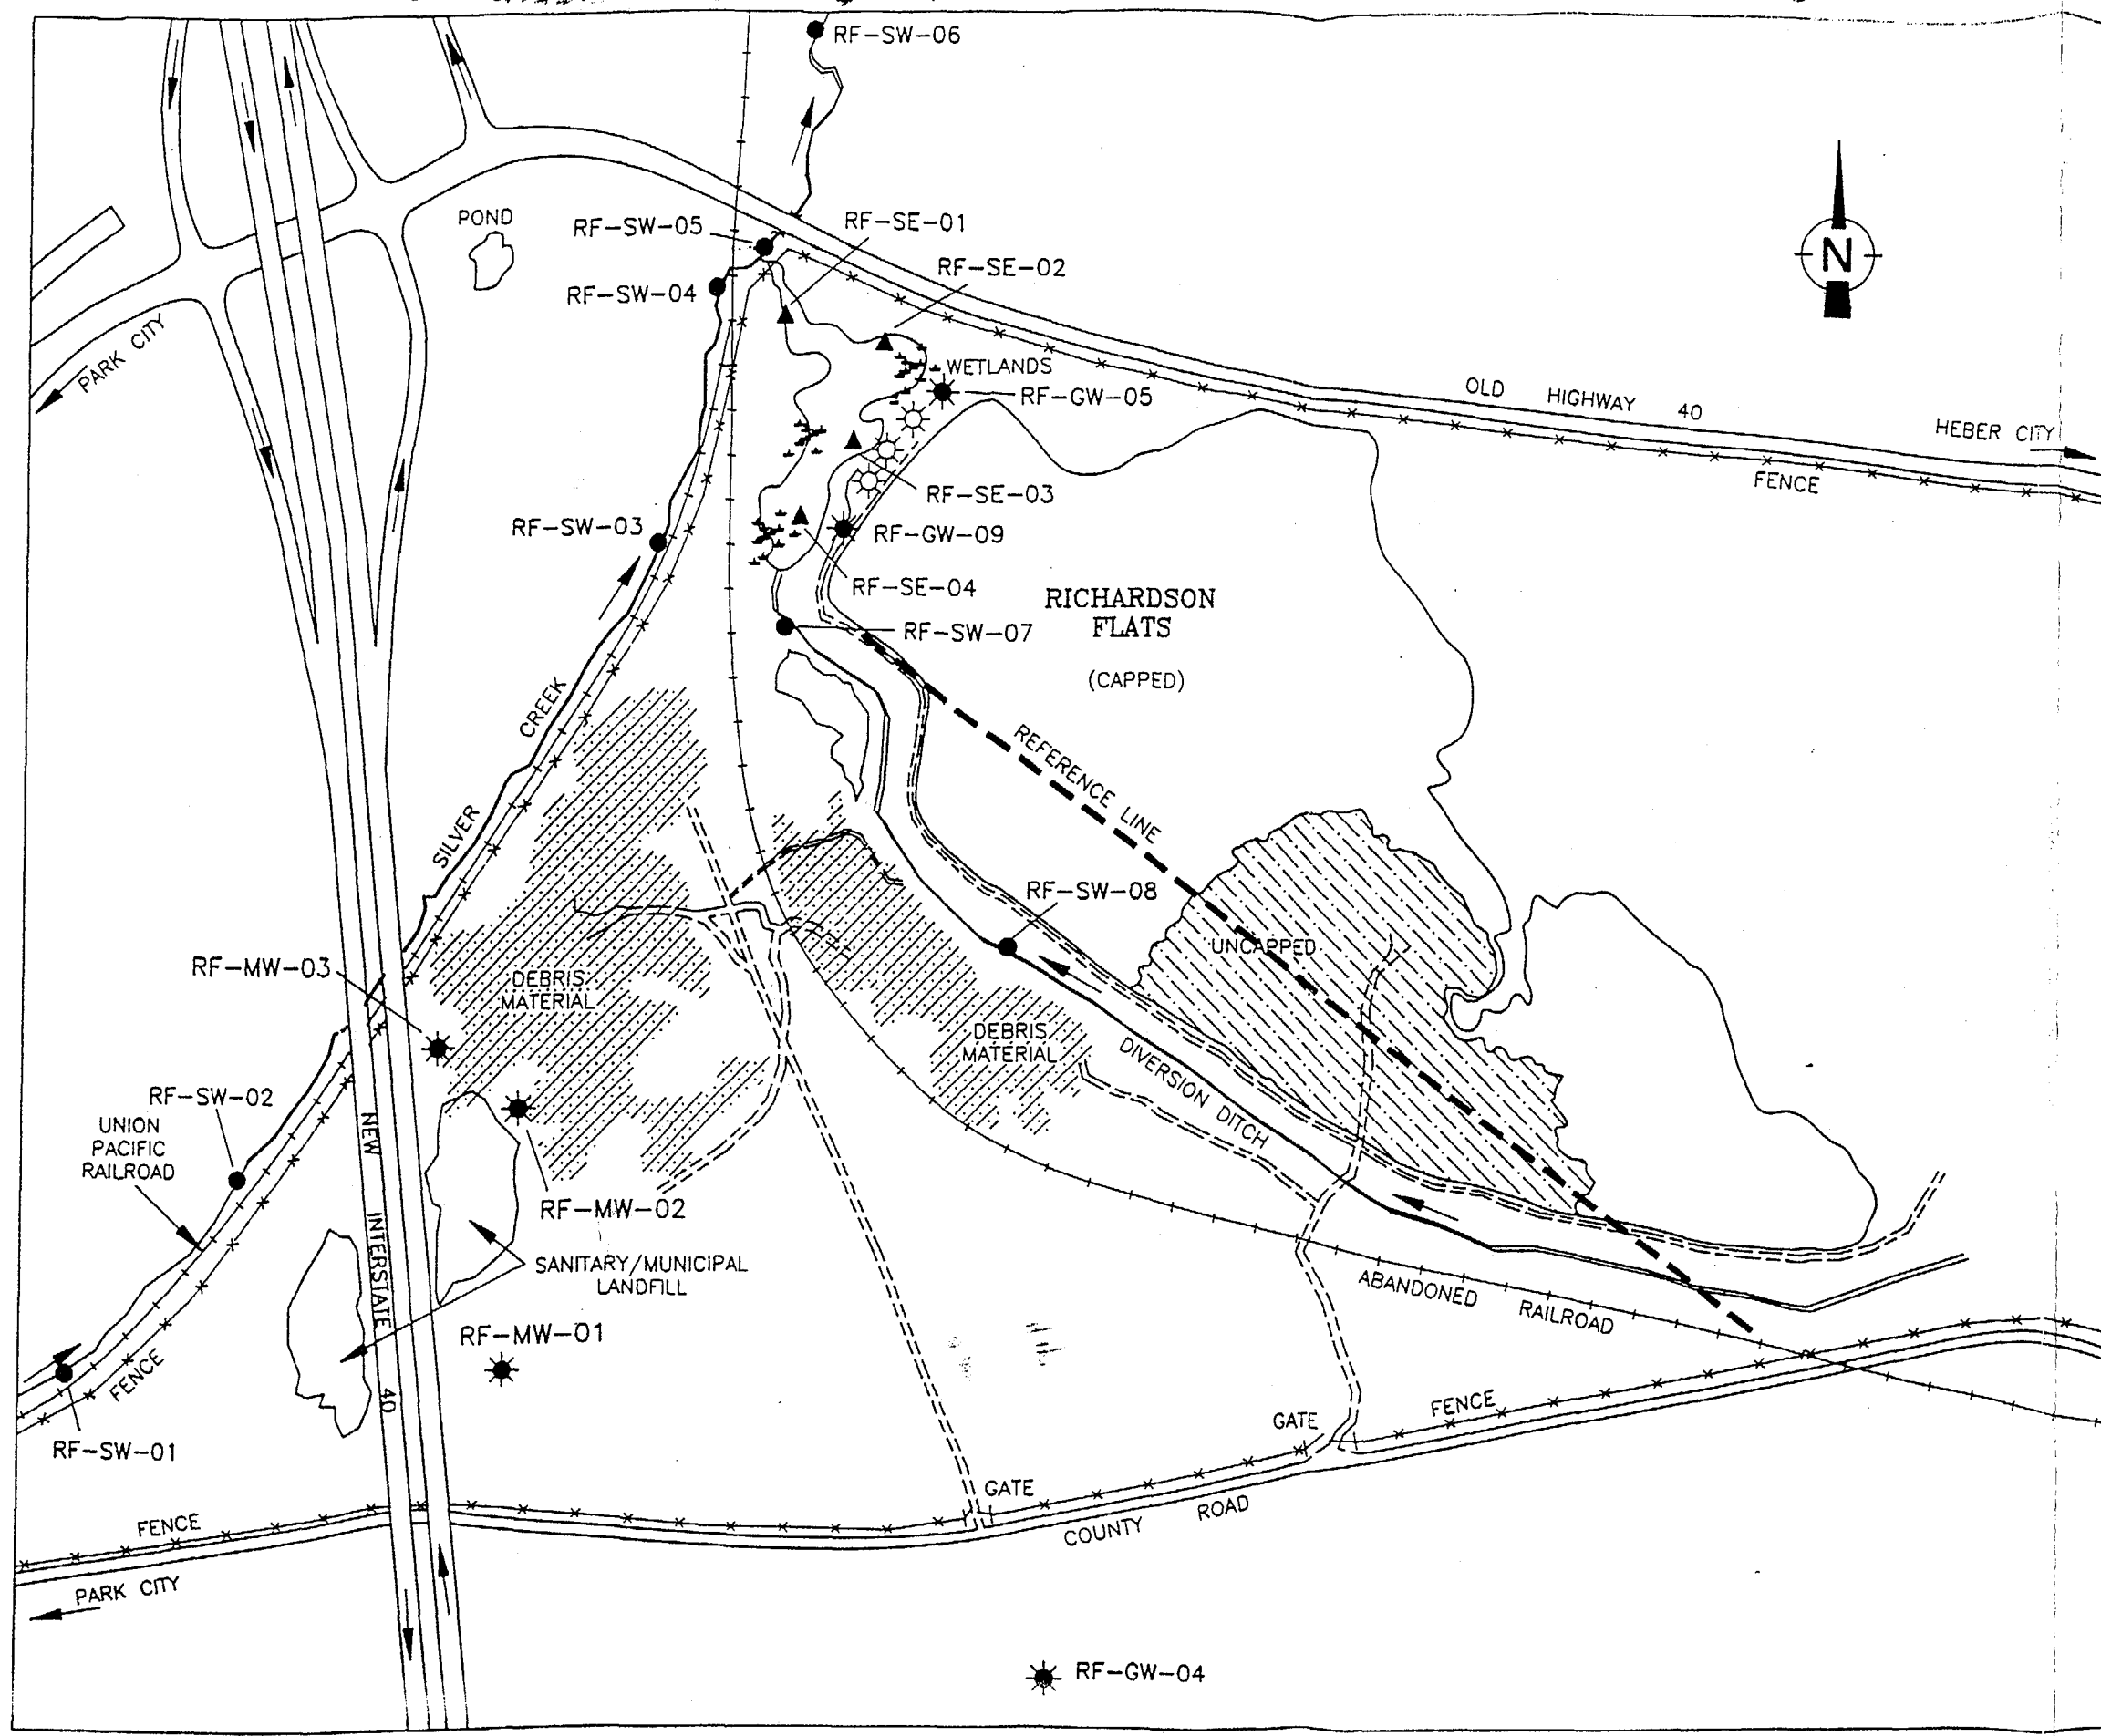 RF-SW-06
POND
RF-SW-05
RF-SE-01
RF-SE-02
RF-SW-04
N
PARK CITY
WETLANDS
RF-GW-05
OLD HIGHWAY 40
HEBER CITY
FENCE
RF-SE-03
RF-SW-03
RF-GW-09
RF-SE-04
RICHARDSON
FLATS
(CAPPED)
RF-SW-07
SILVER CREEK
REFERENCE LINE
RF-SW-08
UNCAPPED
RF-MW-03
DEBRIS
MATERIAL
DEBRIS
MATERIAL
DIVERSION DITCH
RF-SW-02
UNION
PACIFIC
RAILROAD
NEW INTERSTATE 40
RF-MW-02
SANITARY/MUNICIPAL
LANDFILL
ABANDONED RAILROAD
RF-MW-01
FENCE
RF-SW-01
GATE
FENCE
GATE
COUNTY ROAD
FENCE
PARK CITY
RF-GW-04